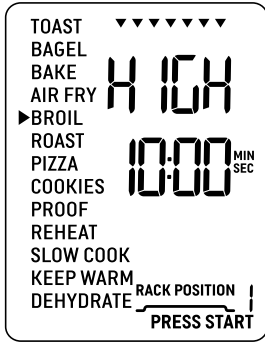 TOAST
BAGEL
BAKE
AIR FRY
HIGH
BROIL
ROAST
PIZZA
10:00 MIN SEC
COOKIES
PROOF
REHEAT
SLOW COOK
KEEP WARM
DEHYDRATE
RACK POSITION 1
PRESS START